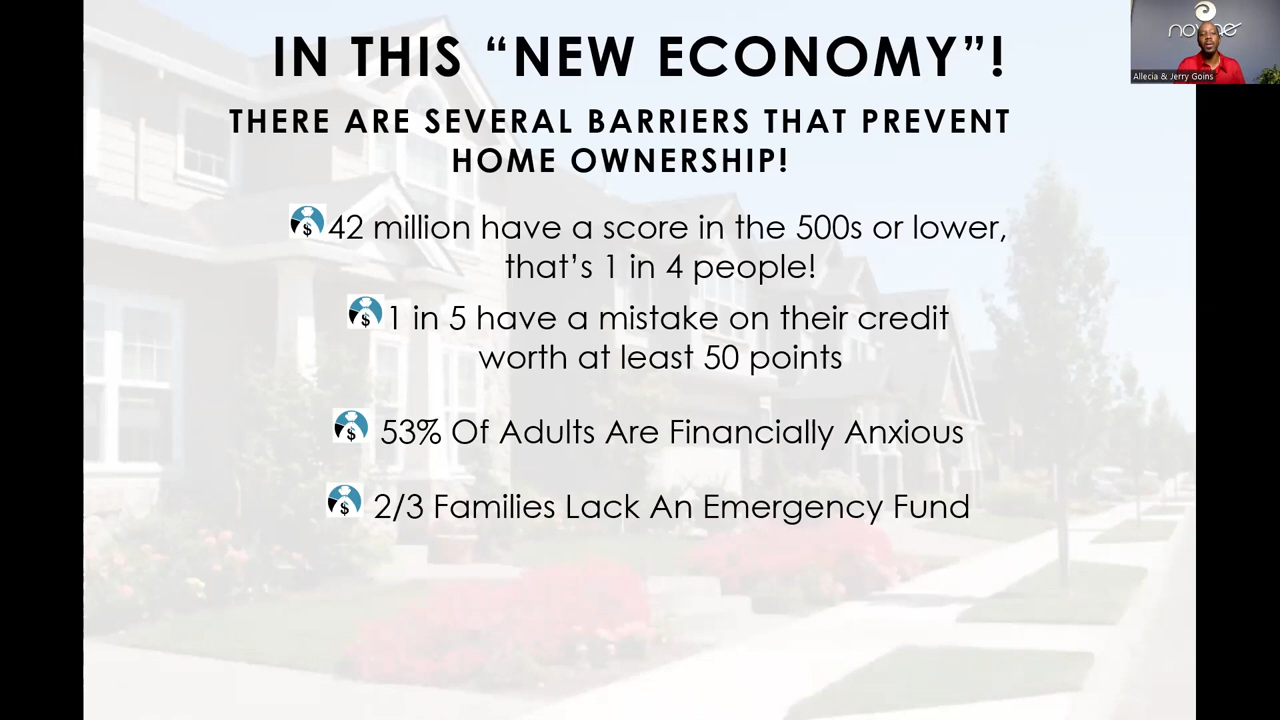 IN THIS “NEW ECONOMY”!
THERE ARE SEVERAL BARRIERS THAT PREVENT
HOME OWNERSHIP!
42 million have a score in the 500s or lower,
that’s 1 in 4 people!
1 in 5 have a mistake on their credit
worth at least 50 points
53% Of Adults Are Financially Anxious
2/3 Families Lack An Emergency Fund
Allecia & Jerry Goins
$
$
$
$